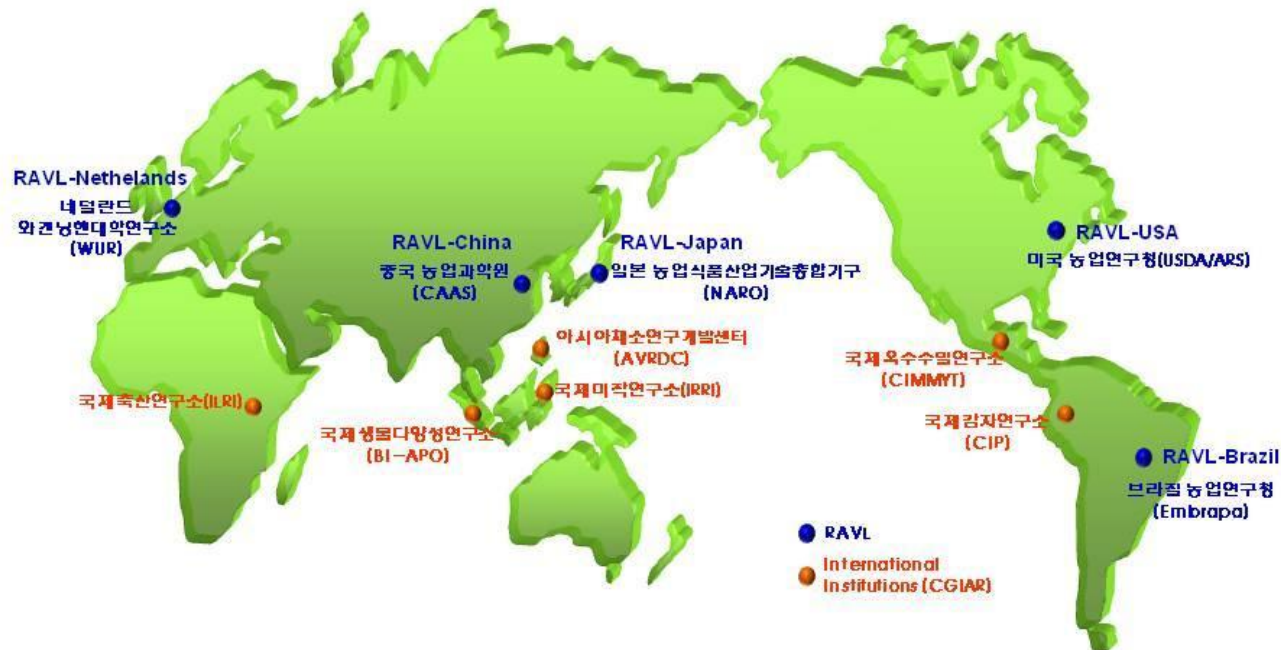 RAVL-Nethelands
네덜란드
와겐닝헨대학연구소
(WUR)
RAVL-China
중국 농업과학원
(CAAS)
RAVL-Japan
일본 농업식품산업기술총합기구
(NARO)
RAVL-USA
미국 농업연구청(USDA/ARS)
아시아채소연구개발센터
(AVRDC)
국제미작연구소(IRRI)
국제축산연구소(ILRI)
국제생물다양성연구소
(BI-APO)
국제옥수수밀연구소
(CIMMYT)
국제감자연구소
(CIP)
RAVL-Brazil
브라질 농업연구청
(Embrapa)
RAVL
International
Institutions (CGIAR)